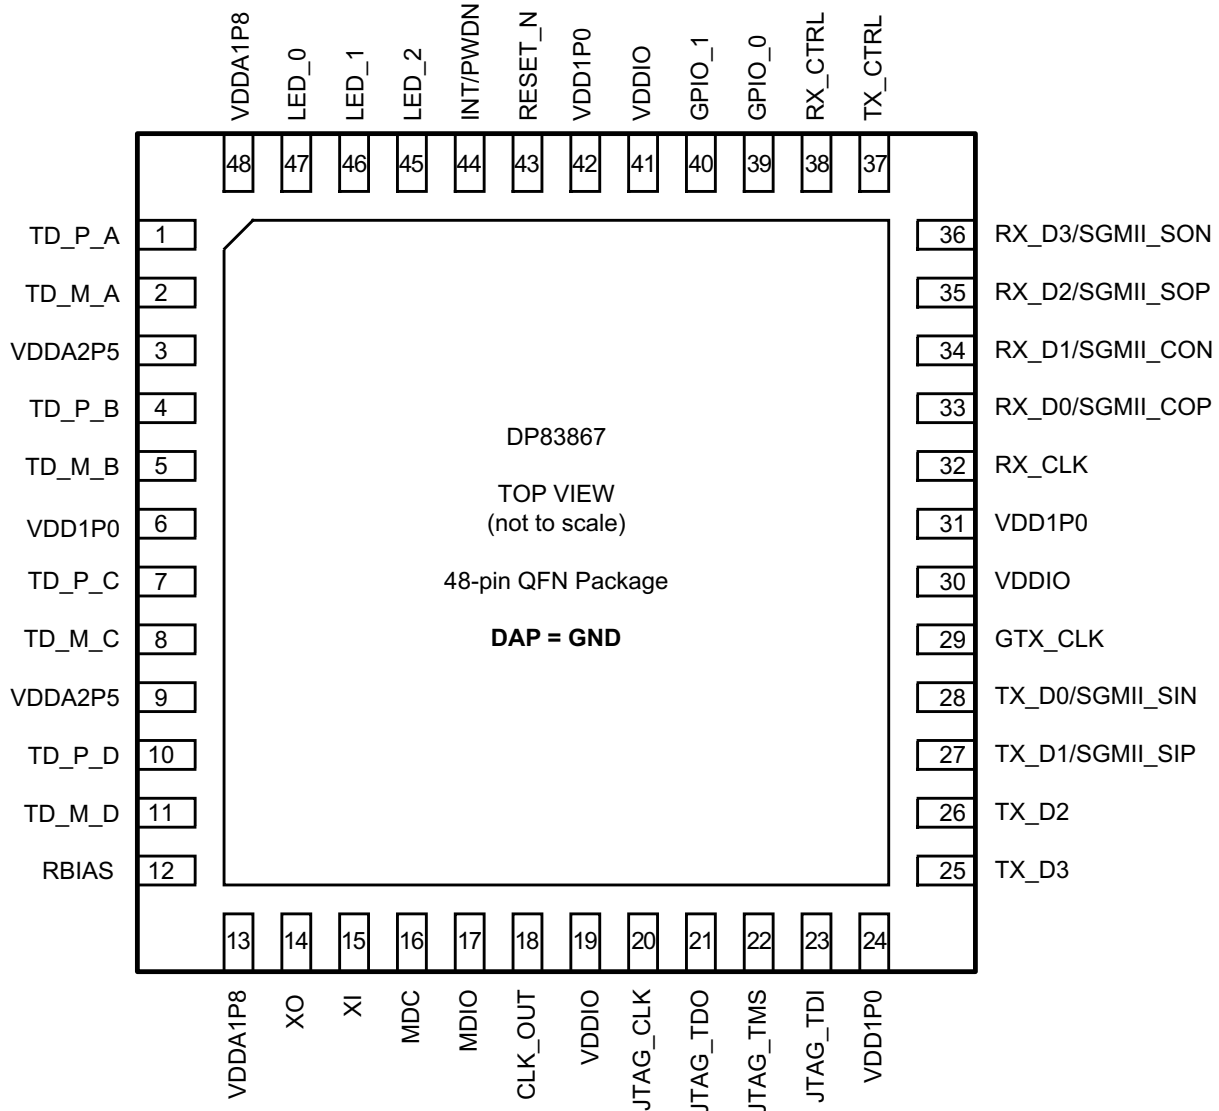 VDDA1P8
LED_0
LED_1
LED_2
INT/PWDN
RESET_N
VDD1P0
VDDIO
GPIO_1
GPIO_0
RX_CTRL
TX_CTRL
48 47 46 45 44 43 42 41 40 39 38 37
TD_P_A 1
TD_M_A 2
VDDA2P5 3
TD_P_B 4
TD_M_B 5
VDD1P0 6
TD_P_C 7
TD_M_C 8
VDDA2P5 9
TD_P_D 10
TD_M_D 11
RBIAS 12
DP83867
TOP VIEW
(not to scale)
48-pin QFN Package
DAP = GND
36 RX_D3/SGMII_SON
35 RX_D2/SGMII_SOP
34 RX_D1/SGMII_CON
33 RX_D0/SGMII_COP
32 RX_CLK
31 VDD1P0
30 VDDIO
29 GTX_CLK
28 TX_D0/SGMII_SIN
27 TX_D1/SGMII_SIP
26 TX_D2
25 TX_D3
13 14 15 16 17 18 19 20 21 22 23 24
VDDA1P8
XO
XI
MDC
MDIO
CLK_OUT
VDDIO
JTAG_CLK
JTAG_TDO
JTAG_TMS
JTAG_TDI
VDD1P0